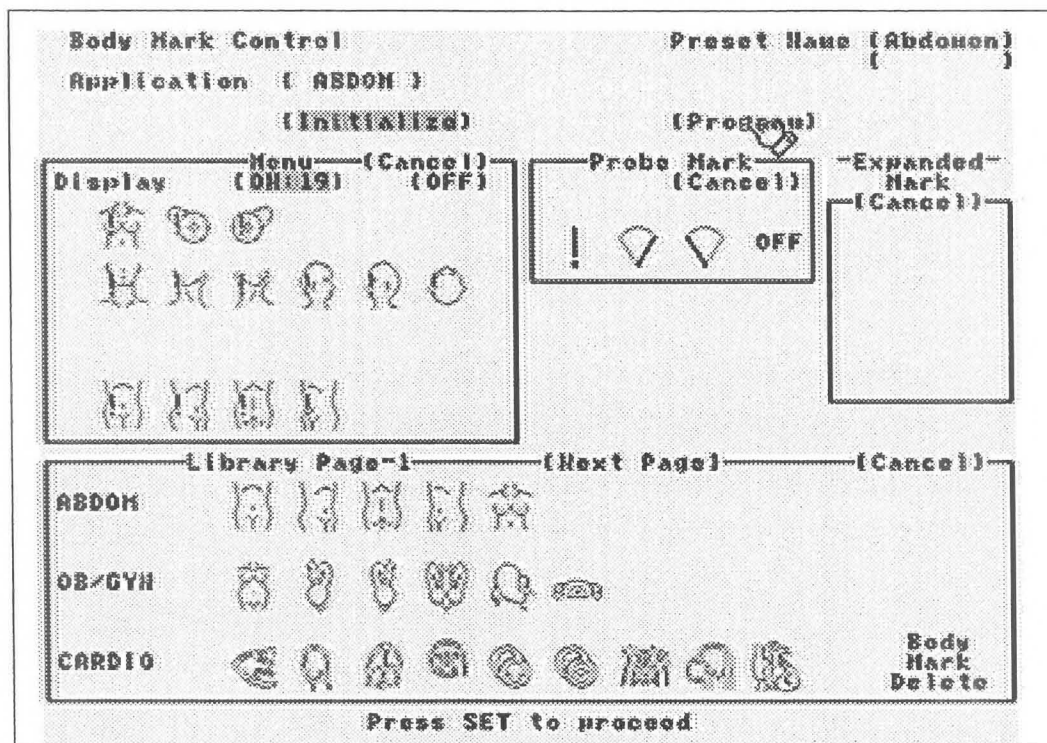 Body Mark Control
Preset Name (Abdomen)
( )
Application ( ABDOM )
(Initialize)
(Program)
Menu (Cancel)
Display (ON:19) (OFF)
Probe Mark
(Cancel)
OFF
-Expanded-
Mark
(Cancel)
Library Page-1 (Next Page) (Cancel)
ABDOM
OB/GYN
CARDIO
Body
Mark
Delete
Press SET to proceed